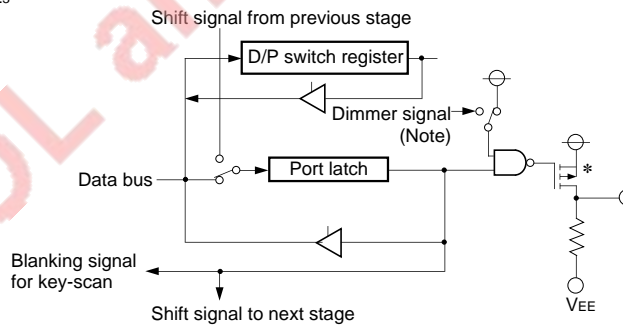 Shift signal from previous stage
D/P switch register
Dimmer signal
(Note)
Data bus
Port latch
*
Blanking signal
for key-scan
Shift signal to next stage
VEE